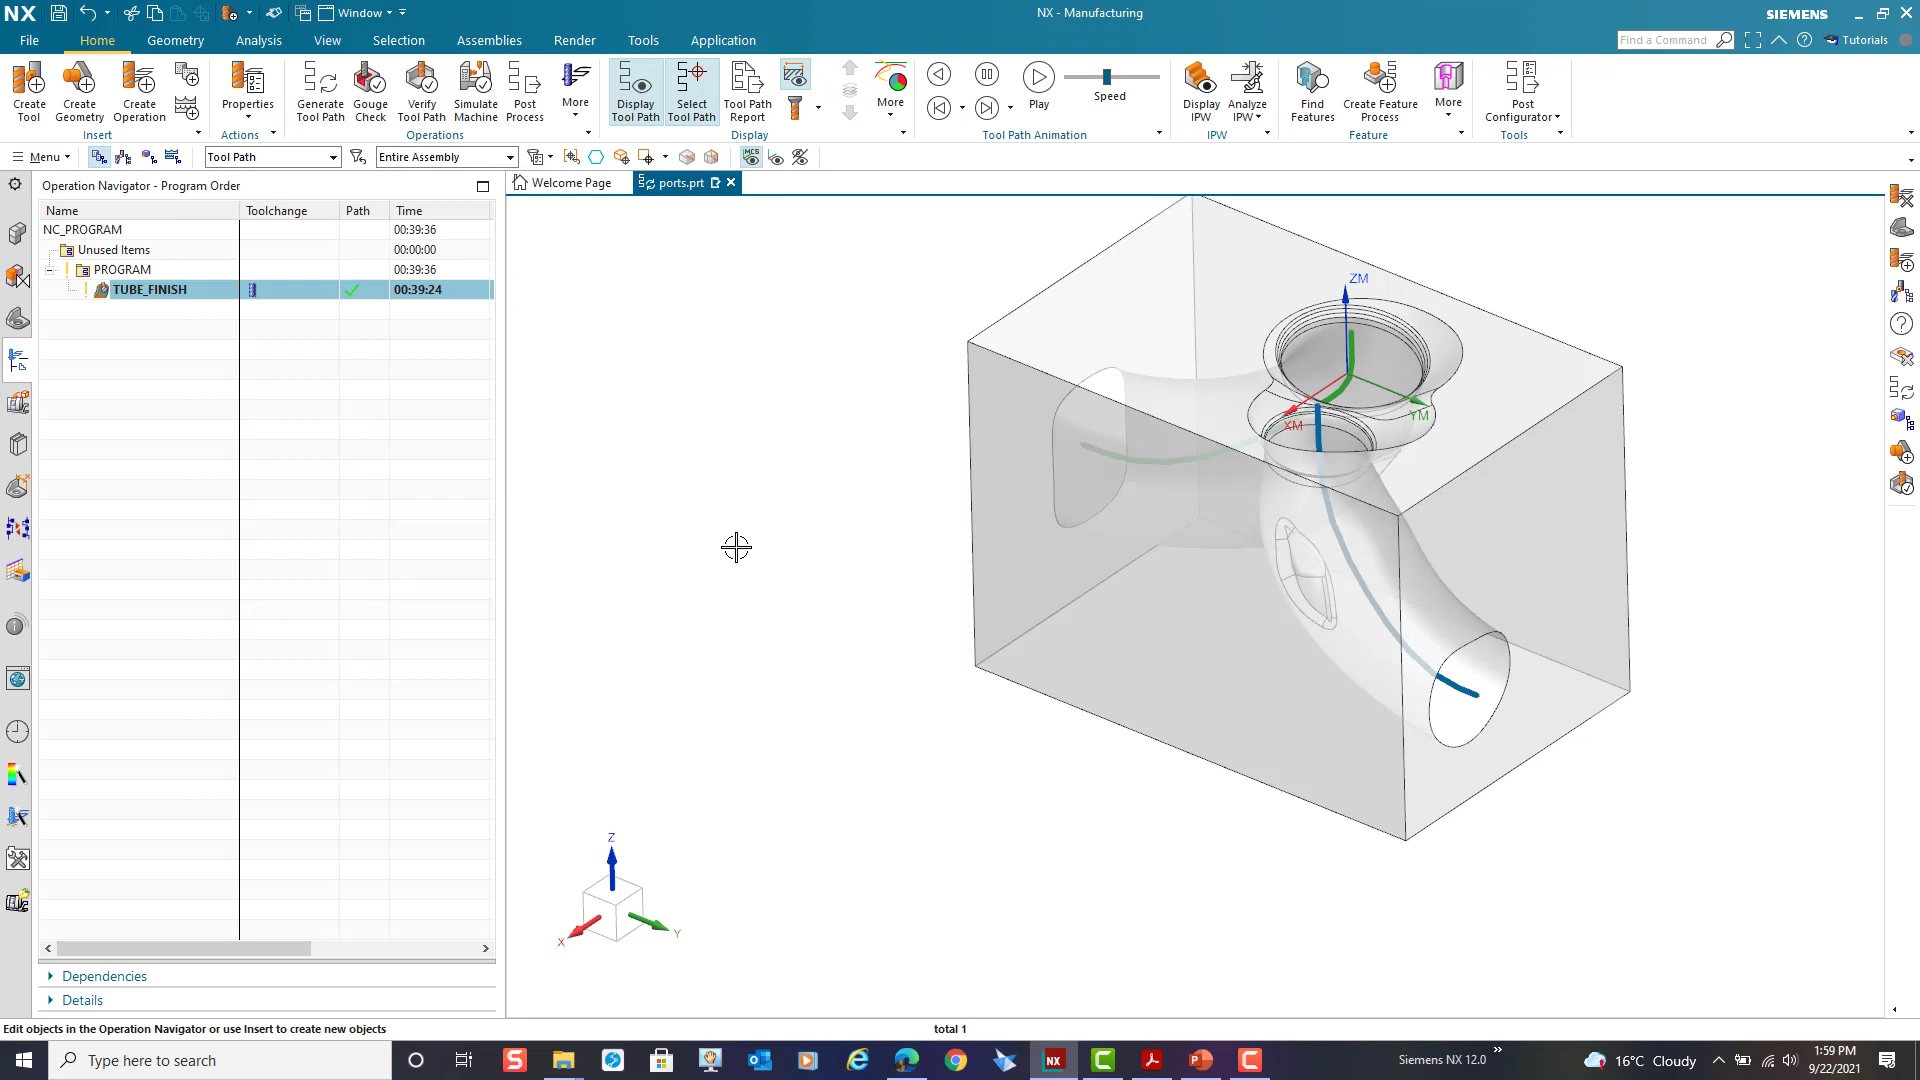 NX
Window
NX - Manufacturing
SIEMENS
File
Home
Geometry
Analysis
View
Selection
Assemblies
Render
Tools
Application
Find a Command
Tutorials
Create Tool
Create Geometry
Create Operation
Properties
Generate Tool Path
Gouge Check
Verify Tool Path
Simulate Machine
Post Process
More
Display Tool Path
Select Tool Path
Tool Path Report
More
Play
Speed
Display IPW
Analyze IPW
Find Features
Create Feature Process
More
Post Configurator
Insert
Actions
Operations
Display
Tool Path Animation
IPW
Feature
Tools
Menu
Tool Path
Entire Assembly
MCS
Operation Navigator - Program Order
Welcome Page
ports.prt
Name
Toolchange
Path
Time
NC_PROGRAM
00:39:36
Unused Items
00:00:00
PROGRAM
00:39:36
TUBE_FINISH
00:39:24
ZM
YM
XM
Z
X
Y
Dependencies
Details
Edit objects in the Operation Navigator or use Insert to create new objects
total 1
Type here to search
Siemens NX 12.0
16°C Cloudy
1:59 PM
9/22/2021